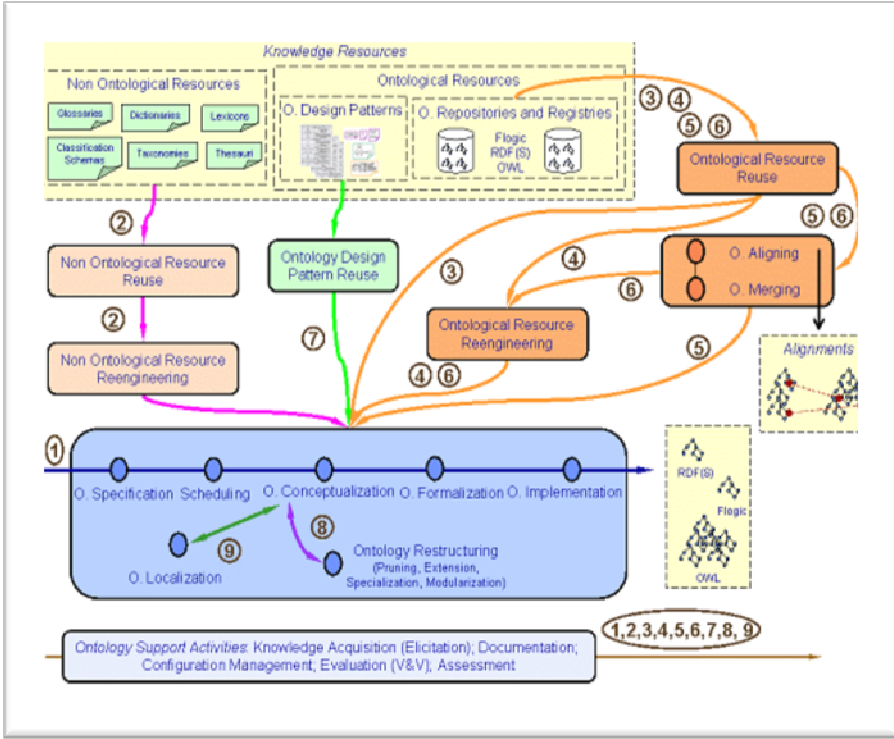 Knowledge Resources
Non Ontological Resources
Glossaries
Dictionaries
Lexicons
Classification
Schemas
Taxonomies
Thesauri
Ontological Resources
O. Design Patterns
O. Repositories and Registries
Flogic
RDF(S)
OWL
3 4
5 6
Ontological Resource
Reuse
5 6
2
Non Ontological Resource
Reuse
2
Non Ontological Resource
Reengineering
Ontology Design
Pattern Reuse
7
3
4
O. Aligning
O. Merging
6
Ontological Resource
Reengineering
4 6
5
Alignments
1
O. Specification
Scheduling
O. Conceptualization
O. Formalization
O. Implementation
RDF(S)
Flogic
OWL
9
8
O. Localization
Ontology Restructuring
(Pruning, Extension,
Specialization, Modularization)
1,2,3,4,5,6,7,8, 9
Ontology Support Activities: Knowledge Acquisition (Elicitation); Documentation;
Configuration Management; Evaluation (V&V); Assessment